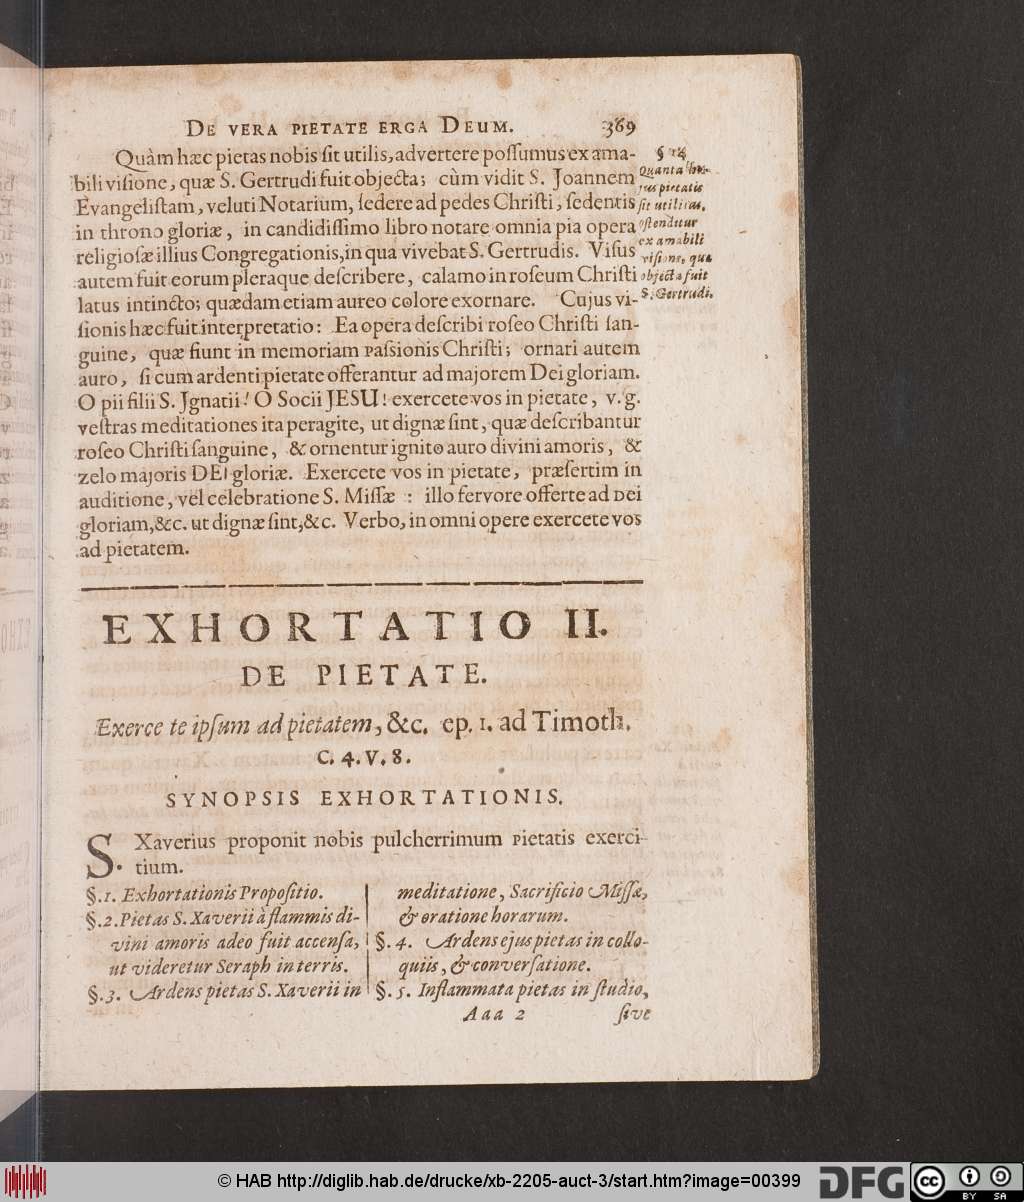 DE VERA PIETATE ERGA DEUM. 369
Quàm hæc pietas nobis sit utilis, advertere possumus ex ama-
bili visione, quæ S. Gertrudi fuit objecta; cùm vidit S. Joannem
Evangelistam, veluti Notarium, sedere ad pedes Christi, sedentis
in throno gloriæ, in candidissimo libro notare omnia pia opera
religiosæ illius Congregationis, in qua vivebat S. Gertrudis. Visus
autem fuit eorum pleraque describere, calamo in roseum Christi
latus intincto; quædam etiam aureo colore exornare. Cujus vi-
sionis hæc fuit interpretatio: Ea opera describi roseo Christi san-
guine, quæ fiunt in memoriam passionis Christi; ornari autem
auro, si cum ardenti pietate offerantur ad majorem Dei gloriam.
O pii filii S. Jgnatii! O Socii JESU! exercete vos in pietate, v. g.
vestras meditationes ita peragite, ut dignæ sint, quæ describantur
roseo Christi sanguine, & ornentur ignito auro divini amoris, &
zelo majoris DEI gloriæ. Exercete vos in pietate, præsertim in
auditione, vel celebratione S. Missæ: illo fervore offerte ad Dei
gloriam, &c. ut dignæ sint, &c. Verbo, in omni opere exercete vos
ad pietatem.
Quanta hu-
jus pietatis
sit utilitas,
ostenditur
ex amabili
visione, quæ
objecta fuit
S. Gertrudi.
EXHORTATIO II.
DE PIETATE.
Exerce te ipsum ad pietatem, &c. ep. 1. ad Timoth.
C. 4. V. 8.
SYNOPSIS EXHORTATIONIS.
S. Xaverius proponit nobis pulcherrimum pietatis exerci-
tium.
§. 1. Exhortationis Propositio.
§. 2. Pietas S. Xaverii à flammis di-
vini amoris adeo fuit accensa,
ut videretur Seraph in terris.
§. 3. Ardens pietas S. Xaverii in
meditatione, Sacrificio Missæ,
& oratione horarum.
§. 4. Ardens ejus pietas in collo-
quiis, & conversatione.
§. 5. Inflammata pietas in studio,
Aaa 2 sive
© HAB http://diglib.hab.de/drucke/xb-2205-auct-3/start.htm?image=00399
DFG
cc
BY SA